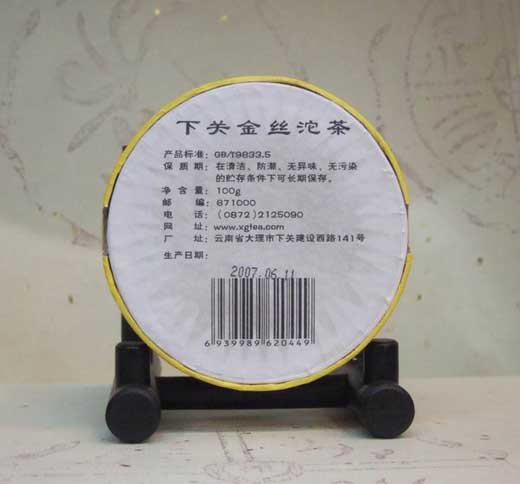 下关金丝沱茶
产品标准: GB/T9833.5
保质期: 在清洁、防潮、无异味、无污染
的贮存条件下可长期保存。
净含量: 100g
邮编: 671000
电话: (0872)2125090
网址: www.xgtea.com
厂址: 云南省大理市下关建设西路141号
生产日期:
2007.06.11
6 939989 620449